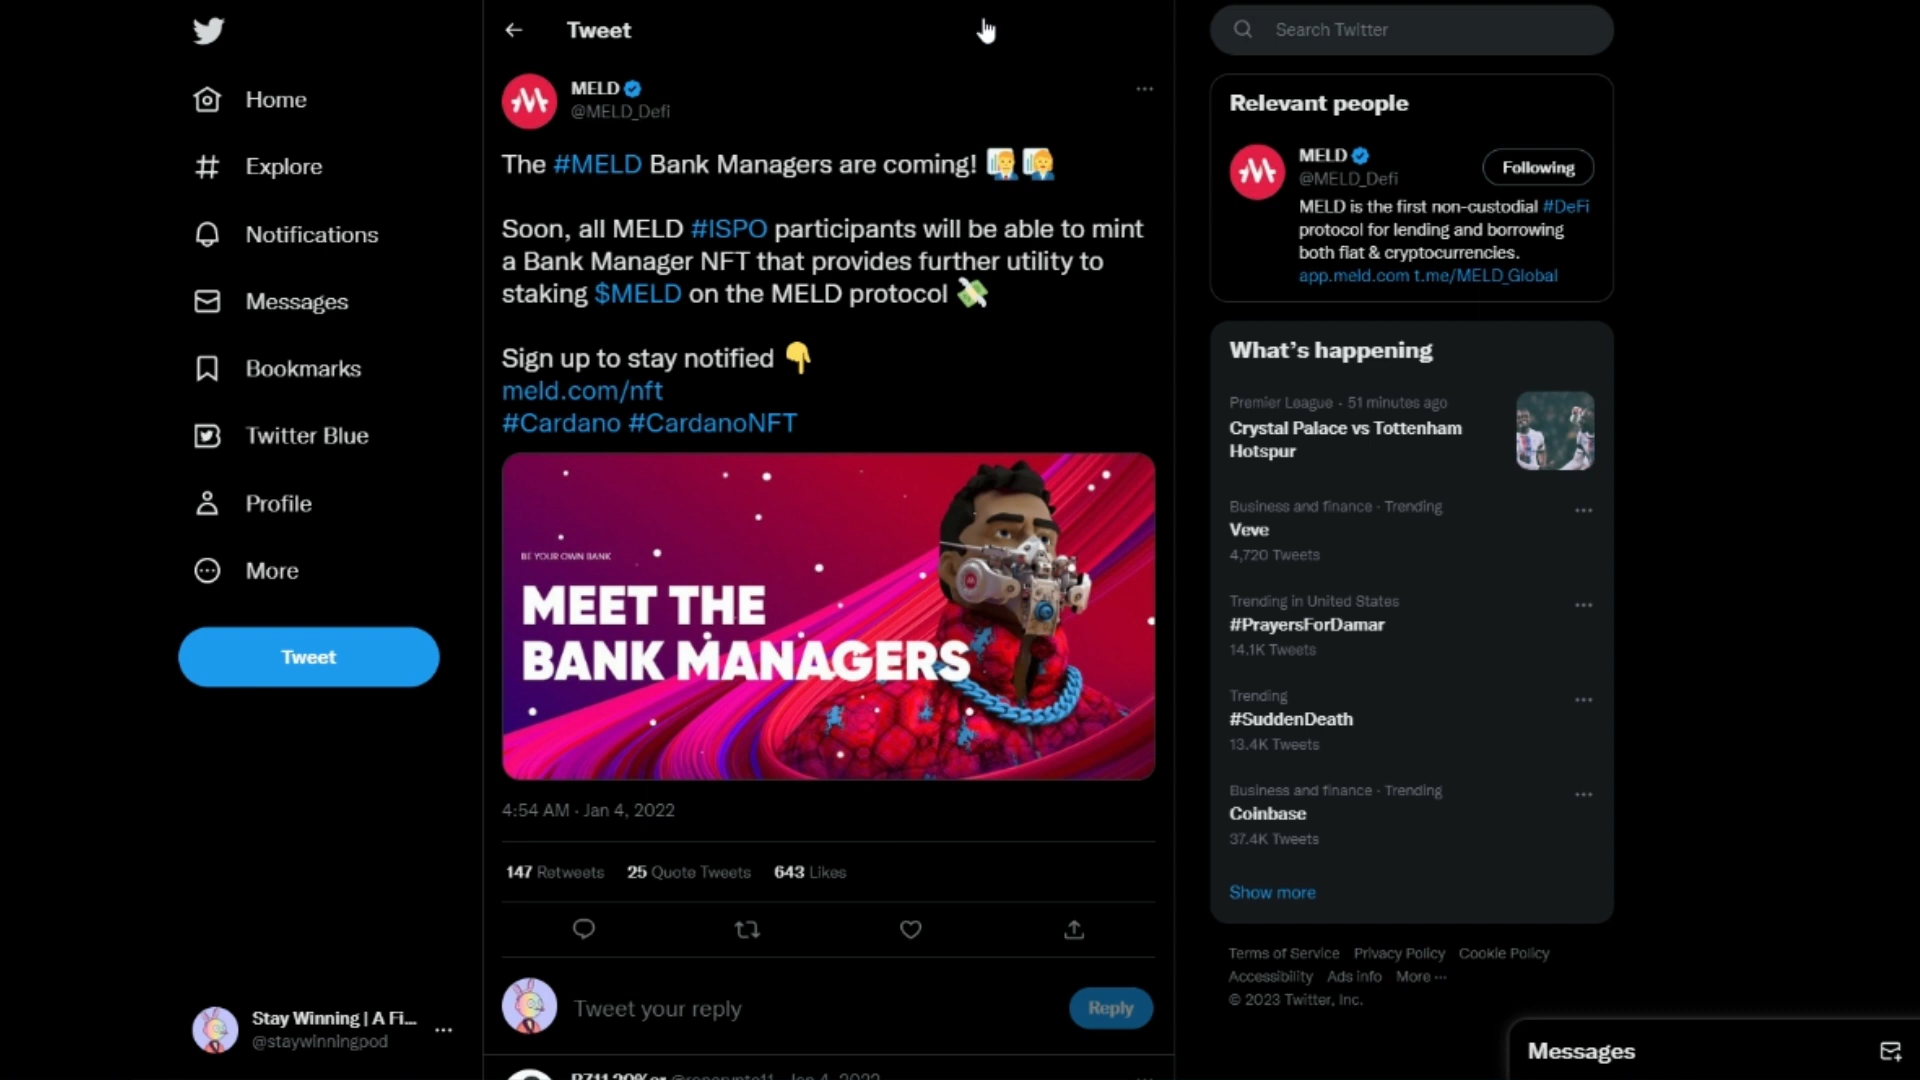 Home
Explore
Notifications
Messages
Bookmarks
Twitter Blue
Profile
More
Tweet
Stay Winning | A Fi...
@staywinningpod
Tweet
MELD
@MELD_Defi
The #MELD Bank Managers are coming!
Soon, all MELD #ISPO participants will be able to mint
a Bank Manager NFT that provides further utility to
staking $MELD on the MELD protocol
Sign up to stay notified
meld.com/nft
#Cardano #CardanoNFT
BE YOUR OWN BANK
MEET THE
BANK MANAGERS
4:54 AM · Jan 4, 2022
147 Retweets 25 Quote Tweets 643 Likes
Tweet your reply
Reply
Jan 4, 2022
Search Twitter
Relevant people
MELD
@MELD_Defi
Following
MELD is the first non-custodial #DeFi
protocol for lending and borrowing
both fiat & cryptocurrencies.
app.meld.com t.me/MELD_Global
What's happening
Premier League · 51 minutes ago
Crystal Palace vs Tottenham
Hotspur
Business and finance · Trending
Veve
4,720 Tweets
Trending in United States
#PrayersForDamar
14.1K Tweets
Trending
#SuddenDeath
13.4K Tweets
Business and finance · Trending
Coinbase
37.4K Tweets
Show more
Terms of Service Privacy Policy Cookie Policy
Accessibility Ads info More ...
© 2023 Twitter, Inc.
Messages